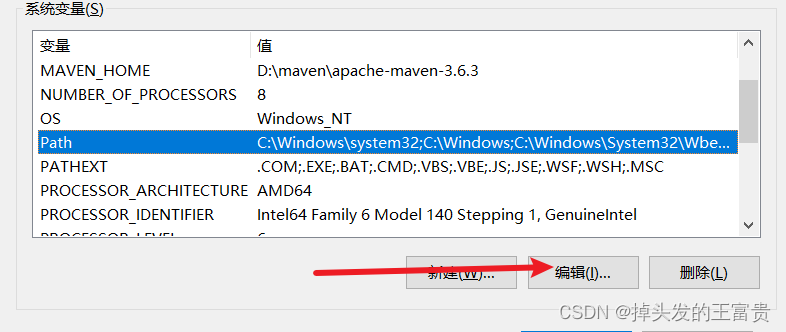 系统变量(S)
变量 值
MAVEN_HOME D:\maven\apache-maven-3.6.3
NUMBER_OF_PROCESSORS 8
OS Windows_NT
Path C:\Windows\system32;C:\Windows;C:\Windows\System32\Wbe...
PATHEXT .COM;.EXE;.BAT;.CMD;.VBS;.VBE;.JS;.JSE;.WSF;.WSH;.MSC
PROCESSOR_ARCHITECTURE AMD64
PROCESSOR_IDENTIFIER Intel64 Family 6 Model 140 Stepping 1, GenuineIntel
PROCESSOR_LEVEL 6
新建(W)... 编辑(I)... 删除(L)
CSDN @掉头发的王富贵